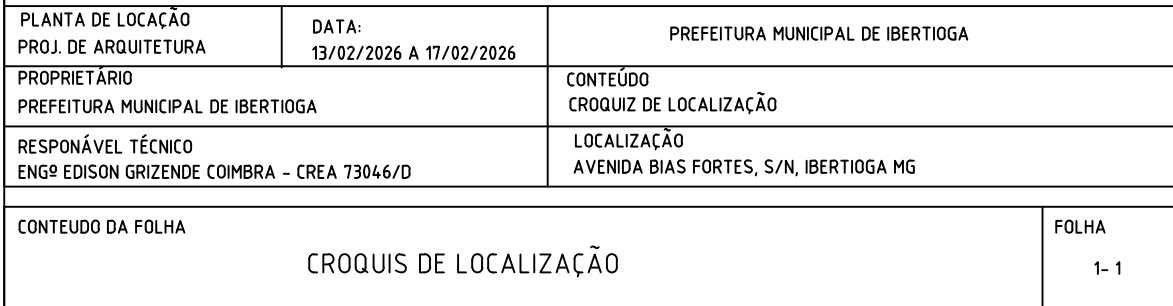 PLANTA DE LOCAÇÃO
PROJ. DE ARQUITETURA
DATA:
13/02/2026 A 17/02/2026
PREFEITURA MUNICIPAL DE IBERTIOGA
PROPRIETÁRIO
PREFEITURA MUNICIPAL DE IBERTIOGA
CONTEÚDO
CROQUIZ DE LOCALIZAÇÃO
RESPONÁVEL TÉCNICO
ENGº EDISON GRIZENDE COIMBRA - CREA 73046/D
LOCALIZAÇÃO
AVENIDA BIAS FORTES, S/N, IBERTIOGA MG
CONTEUDO DA FOLHA
CROQUIS DE LOCALIZAÇÃO
FOLHA
1- 1